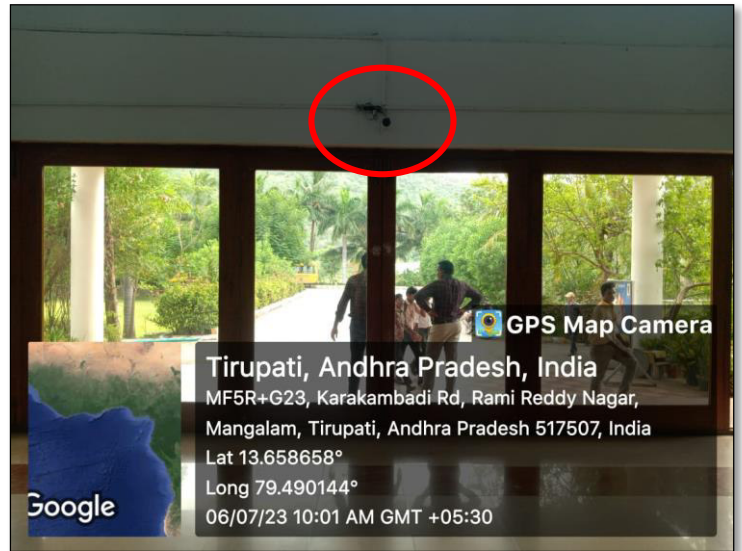 GPS Map Camera
Tirupati, Andhra Pradesh, India
MF5R+G23, Karakambadi Rd, Rami Reddy Nagar,
Mangalam, Tirupati, Andhra Pradesh 517507, India
Lat 13.658658°
Long 79.490144°
06/07/23 10:01 AM GMT +05:30
Google